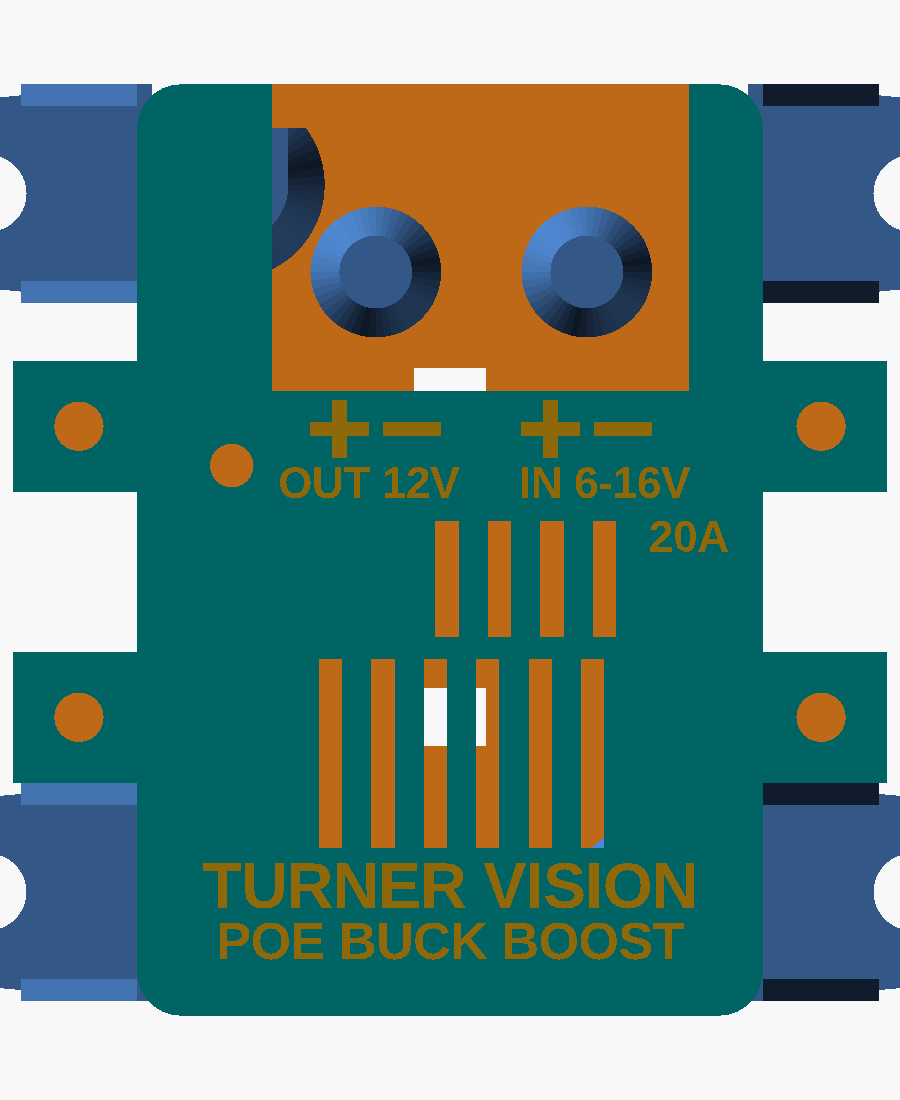 + − + −
OUT 12V IN 6-16V
20A
TURNER VISION
POE BUCK BOOST